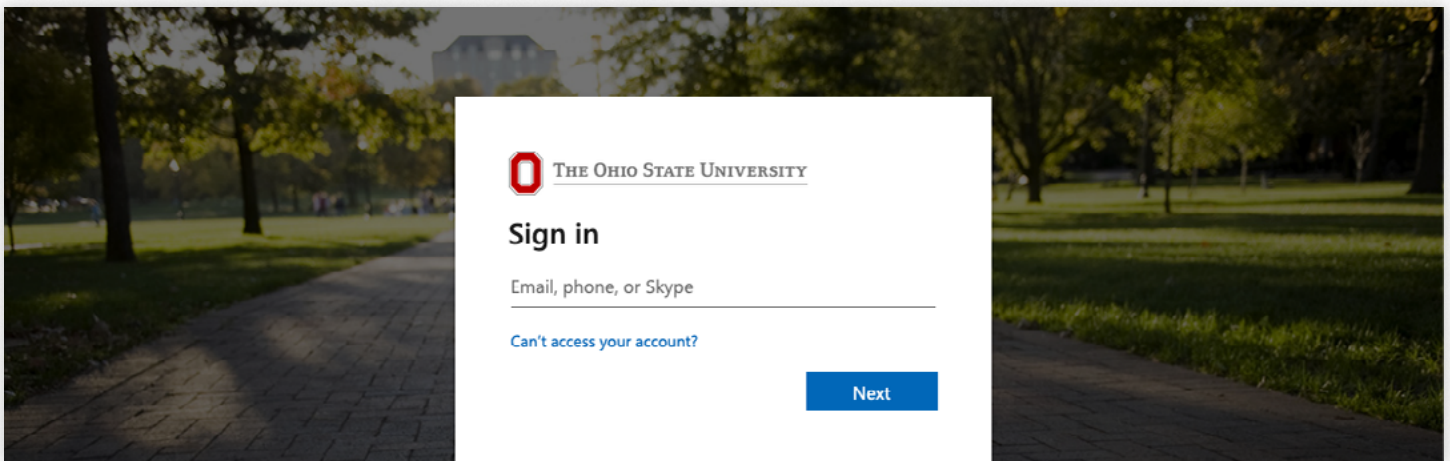 THE OHIO STATE UNIVERSITY
Sign in
Email, phone, or Skype
Can't access your account?
Next